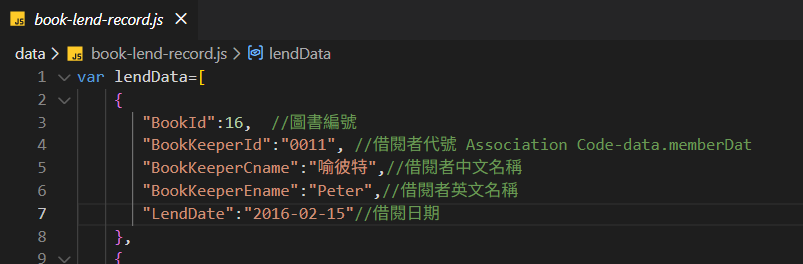 JS book-lend-record.js ×
data > JS book-lend-record.js > lendData
1 var lendData=[
2 {
3 "BookId":16, //圖書編號
4 "BookKeeperId":"0011", //借閱者代號 Association Code-data.memberDat
5 "BookKeeperCname":"喻彼特",//借閱者中文名稱
6 "BookKeeperEname":"Peter",//借閱者英文名稱
7 "LendDate":"2016-02-15"//借閱日期
8 },
9 {